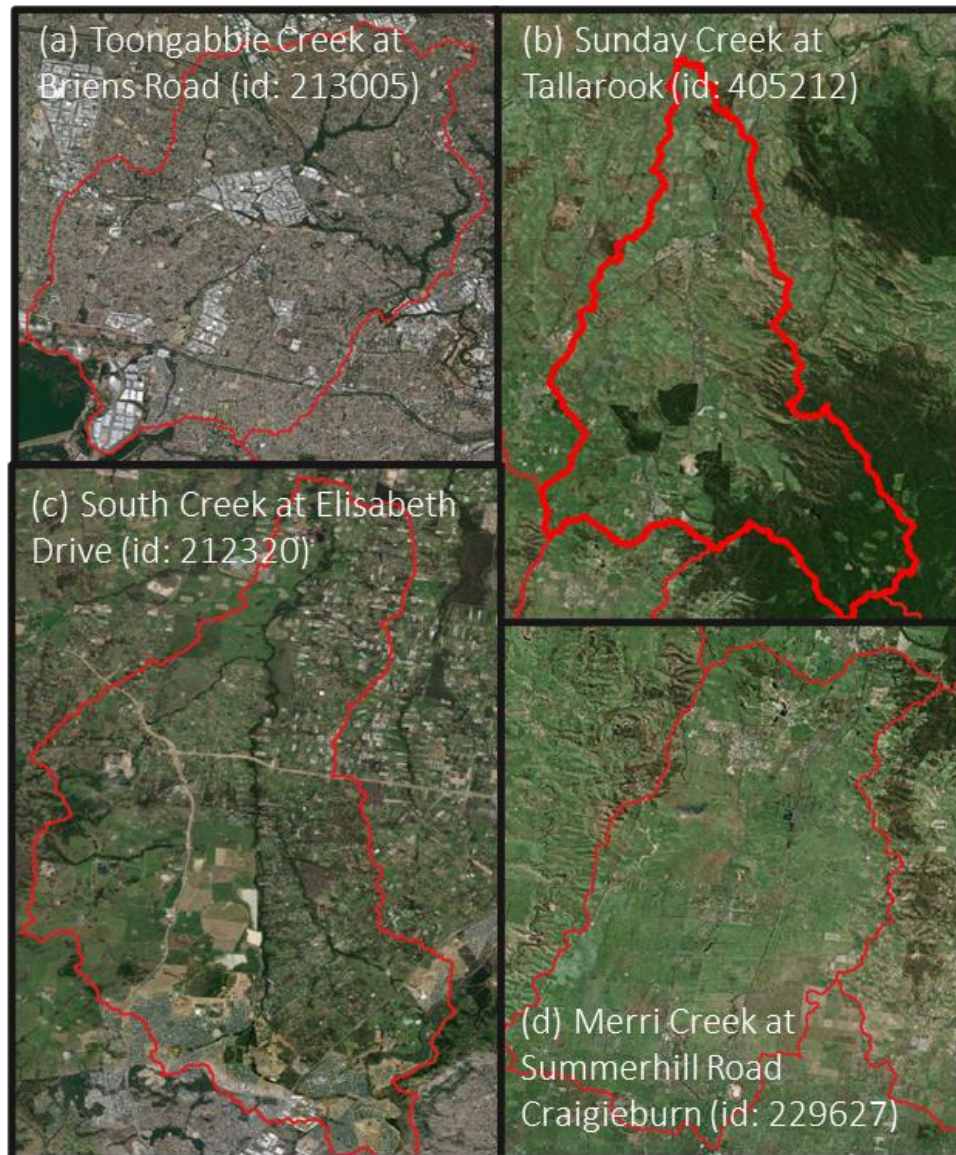 (a) Toongabbie Creek at
Briens Road (id: 213005)
(b) Sunday Creek at
Tallarook (id: 405212)
(c) South Creek at Elisabeth
Drive (id: 212320)
(d) Merri Creek at
Summerhill Road
Craigieburn (id: 229627)